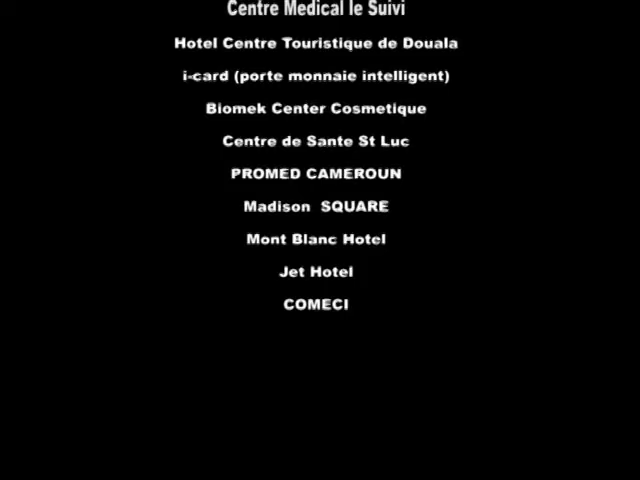 Centre Medical le Suivi
Hotel Centre Touristique de Douala
i-card (porte monnaie intelligent)
Biomek Center Cosmetique
Centre de Sante St Luc
PROMED CAMEROUN
Madison SQUARE
Mont Blanc Hotel
Jet Hotel
COMECI